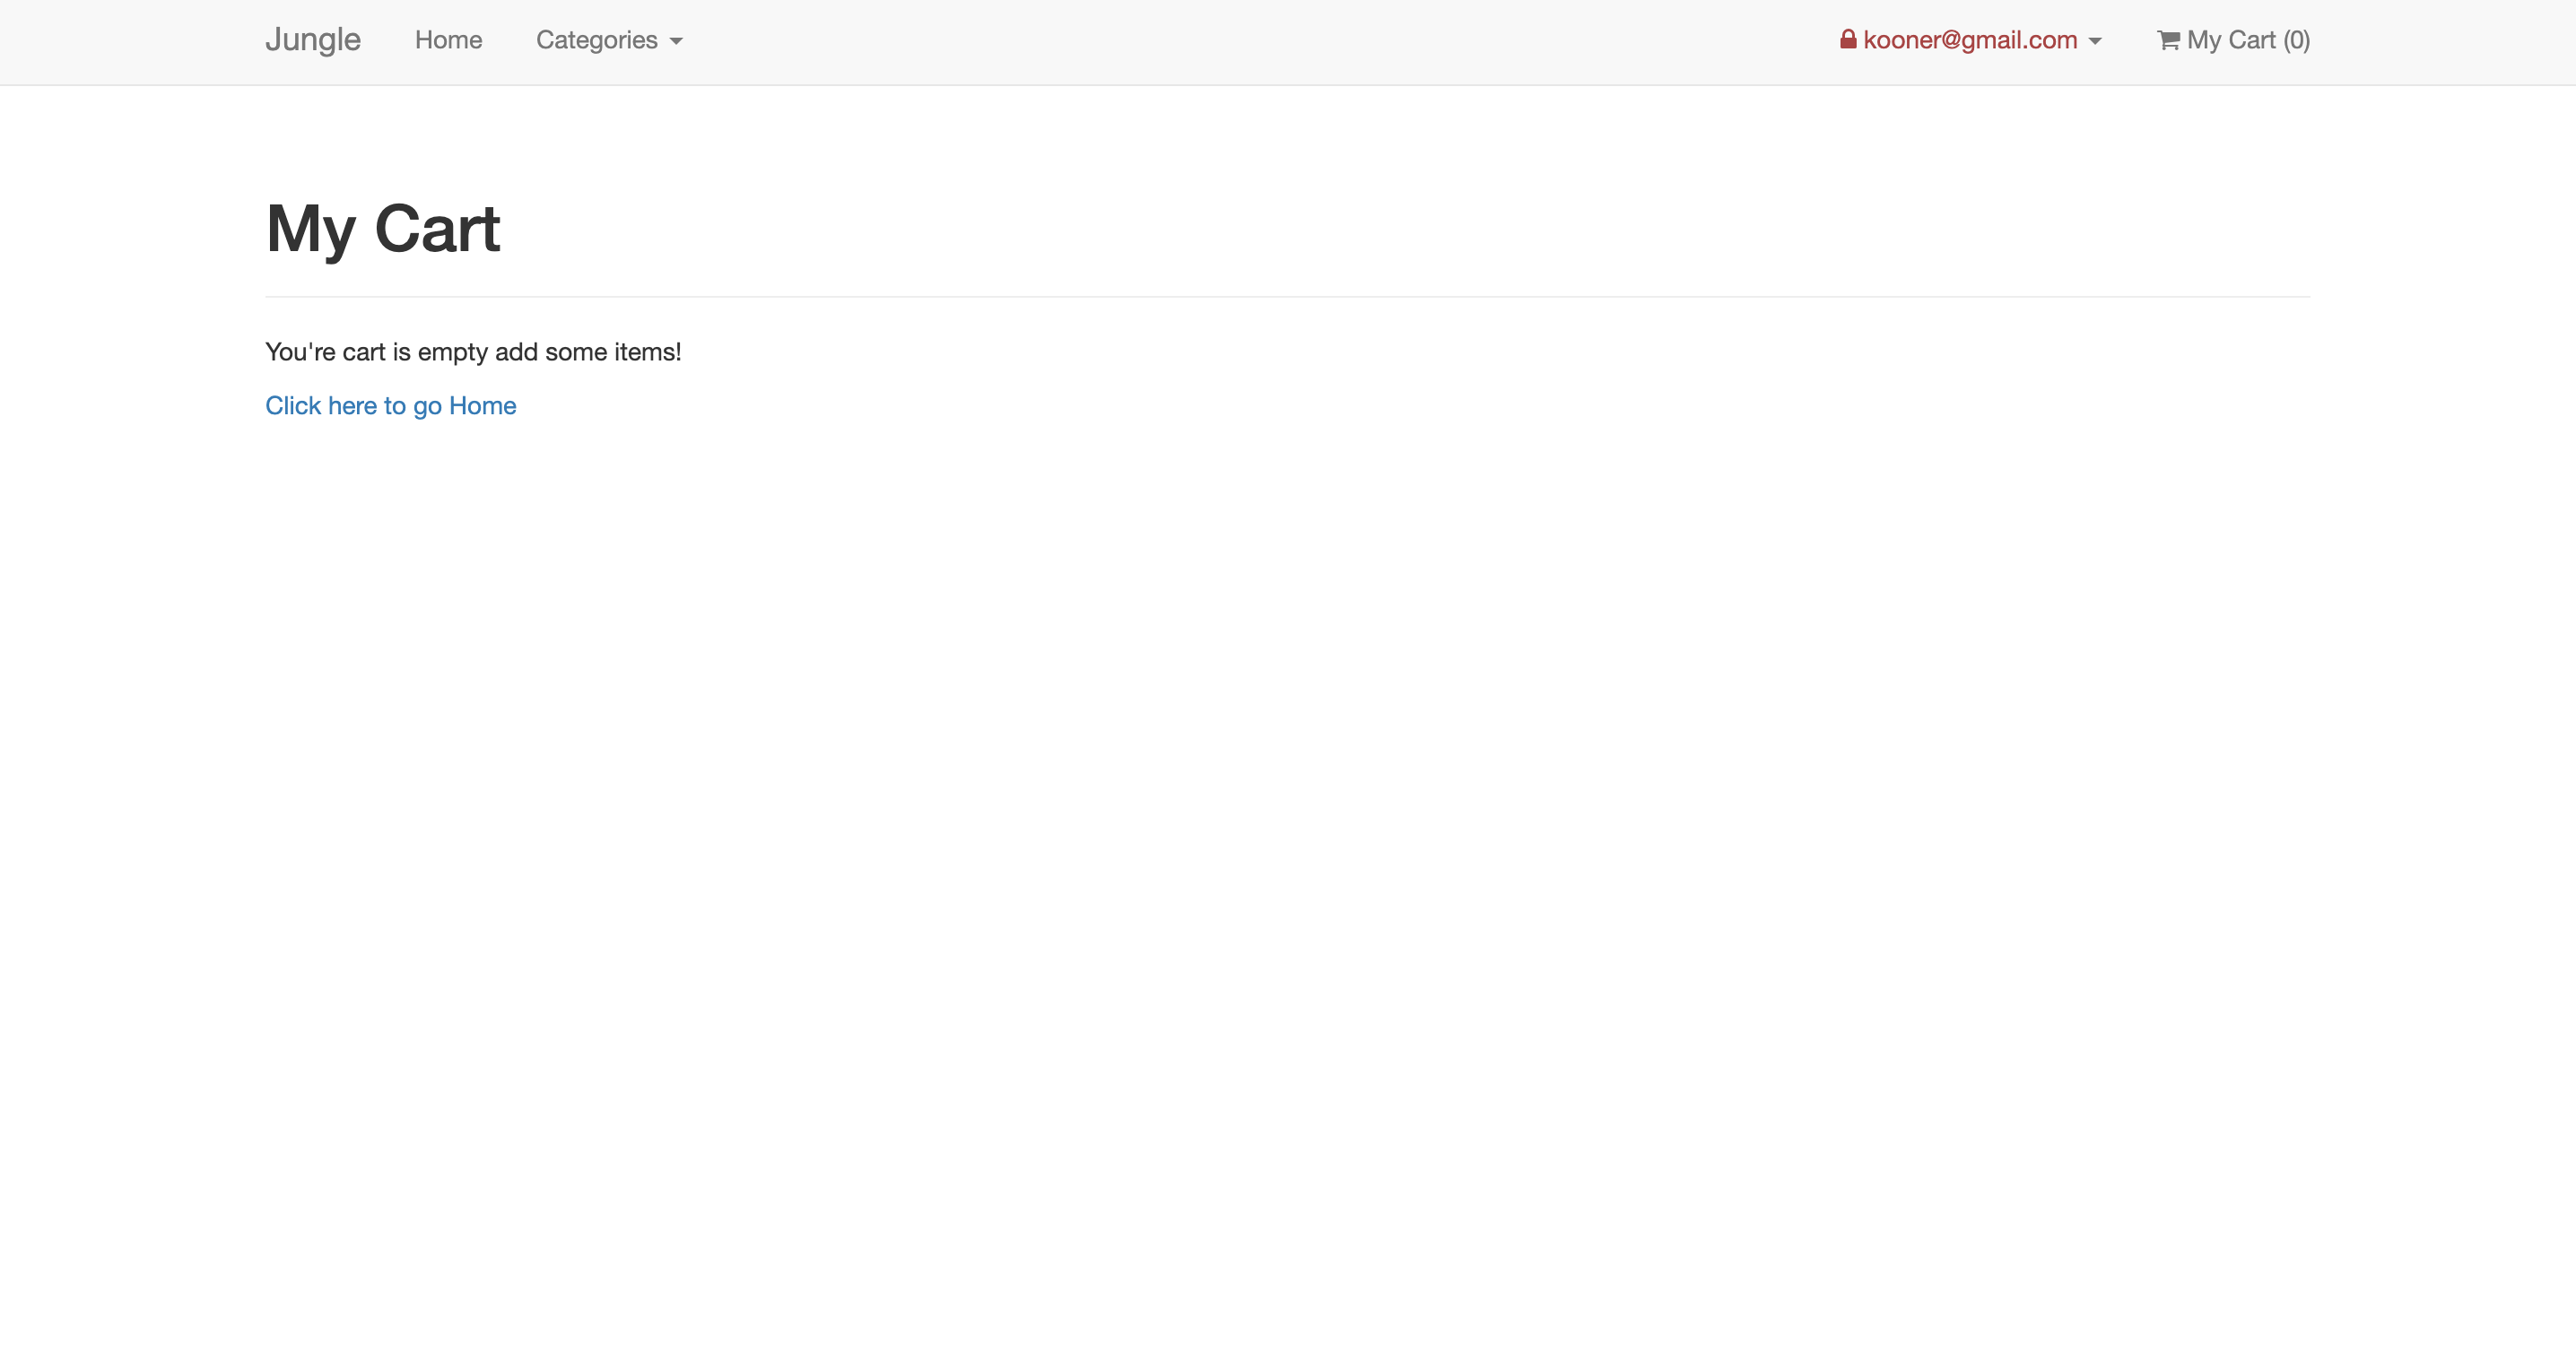 Jungle Home Categories kooner@gmail.com My Cart (0)
My Cart
You're cart is empty add some items!
Click here to go Home